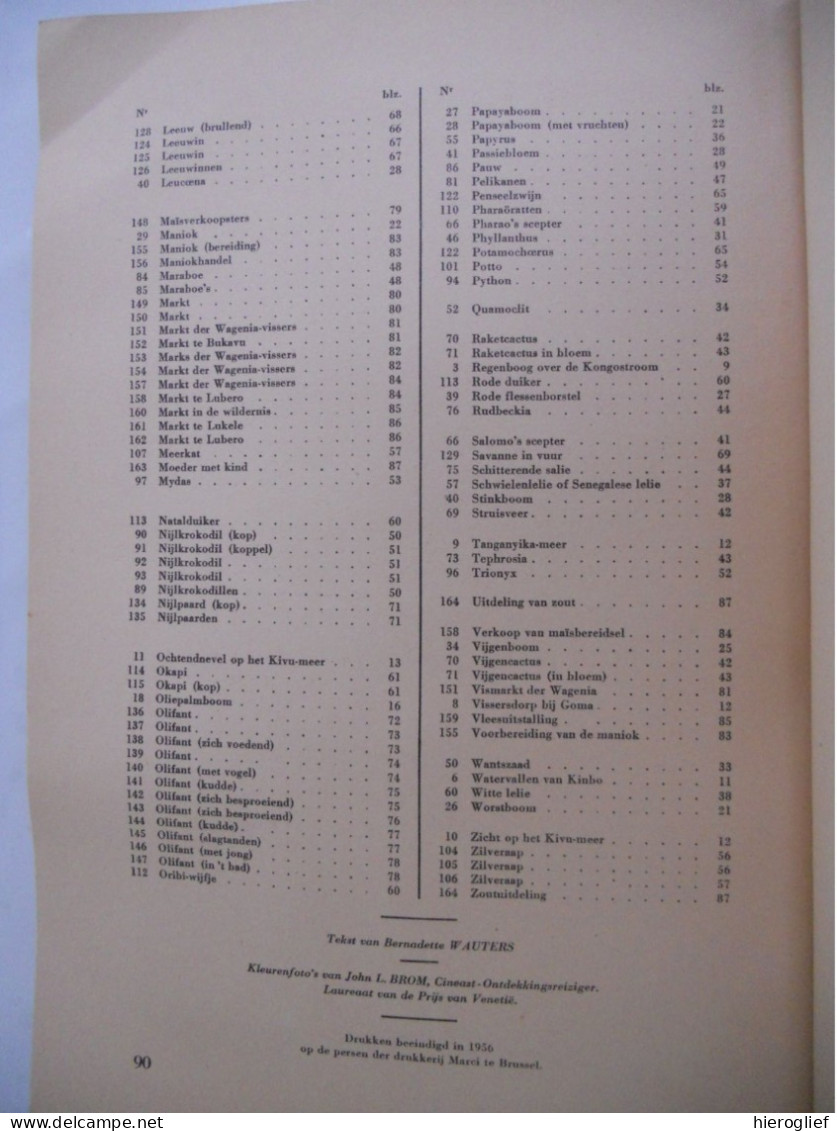 Nr blz.
128 Leeuw (brullend) . . . . . . . 68
124 Leeuwin . . . . . . . . . 66
125 Leeuwin . . . . . . . . . 67
126 Leeuwinnen . . . . . . . . 67
40 Leucœna . . . . . . . . . 28
148 Maïsverkoopsters . . . . . . . 79
29 Maniok . . . . . . . . . 22
155 Maniok (bereiding) . . . . . . . 83
156 Maniokhandel . . . . . . . . 83
84 Maraboe . . . . . . . . . 48
85 Maraboe's . . . . . . . . . 48
149 Markt . . . . . . . . . . 80
150 Markt . . . . . . . . . . 80
151 Markt der Wagenia-vissers . . . . . 81
152 Markt te Bukavu . . . . . . . 81
153 Marks der Wagenia-vissers . . . . . 82
154 Markt der Wagenia-vissers . . . . . 82
157 Markt der Wagenia-vissers . . . . . 84
158 Markt te Lubero . . . . . . . 84
160 Markt in de wildernis . . . . . . 85
161 Markt te Lukele . . . . . . . 86
162 Markt te Lubero . . . . . . . 86
107 Meerkat . . . . . . . . . 57
163 Moeder met kind . . . . . . . 87
97 Mydas . . . . . . . . . . 53
113 Natalduiker . . . . . . . . 60
90 Nijlkrokodil (kop) . . . . . . . 50
91 Nijlkrokodil (koppel) . . . . . . 51
92 Nijlkrokodil . . . . . . . . 51
93 Nijlkrokodil . . . . . . . . 51
89 Nijlkrokodillen . . . . . . . 50
134 Nijlpaard (kop) . . . . . . . 71
135 Nijlpaarden . . . . . . . . 71
11 Ochtendnevel op het Kivu-meer . . . 13
114 Okapi . . . . . . . . . . 61
115 Okapi (kop) . . . . . . . . 61
18 Oliepalmboom . . . . . . . . 16
136 Olifant . . . . . . . . . 72
137 Olifant . . . . . . . . . 73
138 Olifant (zich voedend) . . . . . . 73
139 Olifant . . . . . . . . . 74
140 Olifant (met vogel) . . . . . . 74
141 Olifant (kudde) . . . . . . . 75
142 Olifant (zich besproeiend) . . . . 75
143 Olifant (zich besproeiend) . . . . 76
144 Olifant (kudde) . . . . . . . 77
145 Olifant (slagtanden) . . . . . . 77
146 Olifant (met jong) . . . . . . 78
147 Olifant (in 't bad) . . . . . . 78
112 Oribi-wijfje . . . . . . . . 60
Nr blz.
27 Papayaboom . . . . . . . . . 21
28 Papayaboom (met vruchten) . . . . 22
55 Papyrus . . . . . . . . . 36
41 Passiebloem . . . . . . . . 28
86 Pauw . . . . . . . . . . 49
81 Pelikanen . . . . . . . . . 47
122 Penseelzwijn . . . . . . . . 65
110 Pharaöratten . . . . . . . . 59
66 Pharao's scepter . . . . . . . 41
46 Phyllanthus . . . . . . . . 31
122 Potamochœrus . . . . . . . . 65
101 Potto . . . . . . . . . . 54
94 Python . . . . . . . . . . 52
52 Quamoclit . . . . . . . . . 34
70 Raketcactus . . . . . . . . 42
71 Raketcactus in bloem . . . . . . 43
3 Regenboog over de Kongostroom . . 9
113 Rode duiker . . . . . . . . 60
39 Rode flessenborstel . . . . . . 27
76 Rudbeckia . . . . . . . . . 44
66 Salomo's scepter . . . . . . . 41
129 Savanne in vuur . . . . . . . 69
75 Schitterende salie . . . . . . . 44
57 Schwielenlelie of Senegalese lelie . . 37
40 Stinkboom . . . . . . . . . 28
69 Struisveer . . . . . . . . . 42
9 Tanganyika-meer . . . . . . . 12
73 Tephrosia . . . . . . . . . 43
96 Trionyx . . . . . . . . . 52
164 Uitdeling van zout . . . . . . . 87
158 Verkoop van maïsbereidsel . . . . . 84
34 Vijgenboom . . . . . . . . . 25
70 Vijgencactus . . . . . . . . 42
71 Vijgencactus (in bloem) . . . . . 43
151 Vismarkt der Wagenia . . . . . . 81
8 Vissersdorp bij Goma . . . . . . 12
159 Vleesuitstalling . . . . . . . 85
155 Voorbereiding van de maniok . . . . 83
50 Wantszaad . . . . . . . . . 33
6 Watervallen van Kinbo . . . . . . 11
60 Witte lelie . . . . . . . . 38
26 Worstboom . . . . . . . . . 21
10 Zicht op het Kivu-meer . . . . . 12
104 Zilveraap . . . . . . . . . 56
105 Zilveraap . . . . . . . . . 56
106 Zilveraap . . . . . . . . . 57
164 Zoutuitdeling . . . . . . . . 87
Tekst van Bernadette WAUTERS
Kleurenfoto's van John L. BROM, Cineast-Ontdekkingsreiziger.
Laureaat van de Prijs van Venetië.
Drukken beeindigd in 1956
op de persen der drukkerij Marci te Brussel.
90
hieroglief